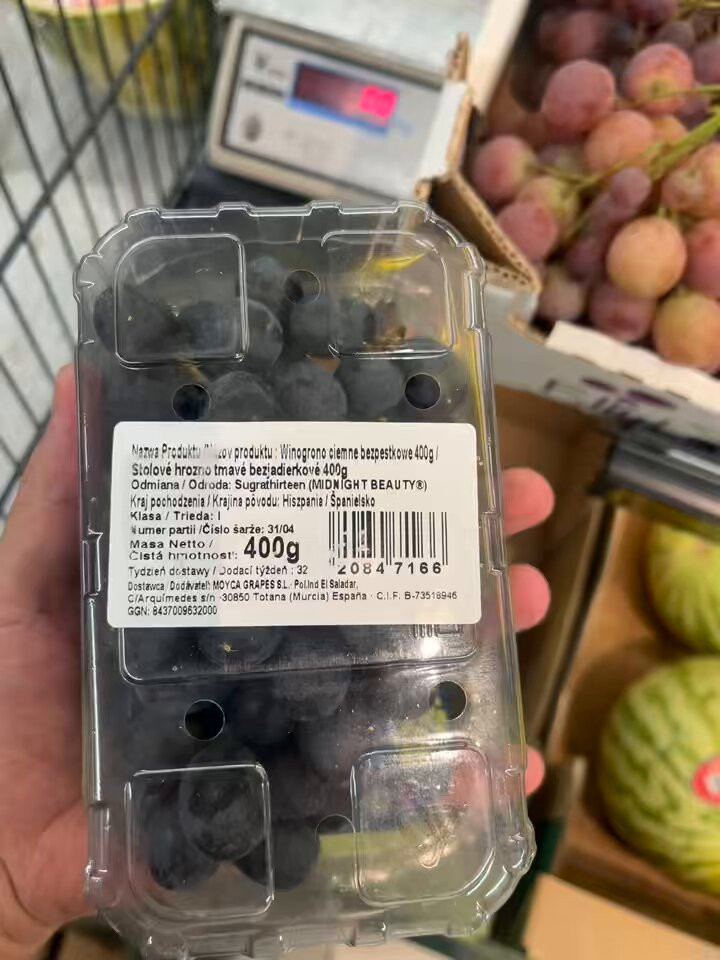 Nazwa Produktu / Názov produktu : Winogrono ciemne bezpestkowe 400g /
Stolové hrozno tmavé bezjadierkové 400g
Odmiana / Odroda: Sugrathirteen (MIDNIGHT BEAUTY®)
Kraj pochodzenia / Krajina pôvodu: Hiszpania / Španielsko
Klasa / Trieda: I
Numer partii /Číslo šarže: 31/04
Masa Netto /
Čistá hmotnosť: 400g
2084 7166
Tydzień dostawy / Dodací týždeň : 32
Dostawca, Dodávateľ: MOYCA GRAPES S.L. · Pol.Ind El Saladar,
C/Arquímedes s/n ·30850 Totana (Murcia) España · C.I.F. B-73518946
GGN: 8437009632000